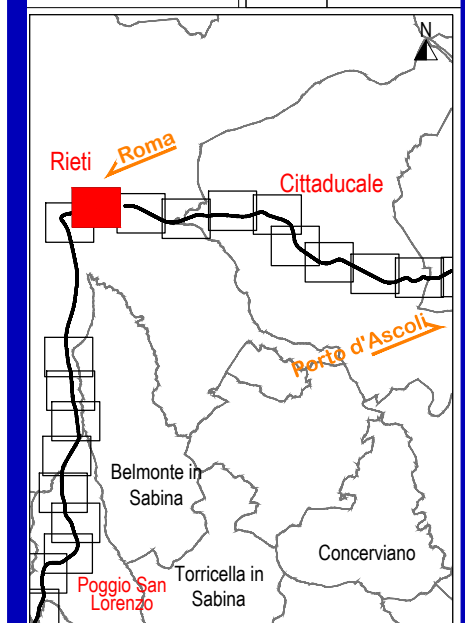 N
Roma
Rieti
Cittaducale
Porto d'Ascoli
Belmonte in
Sabina
Concerviano
Torricella in
Sabina
Poggio San
Lorenzo